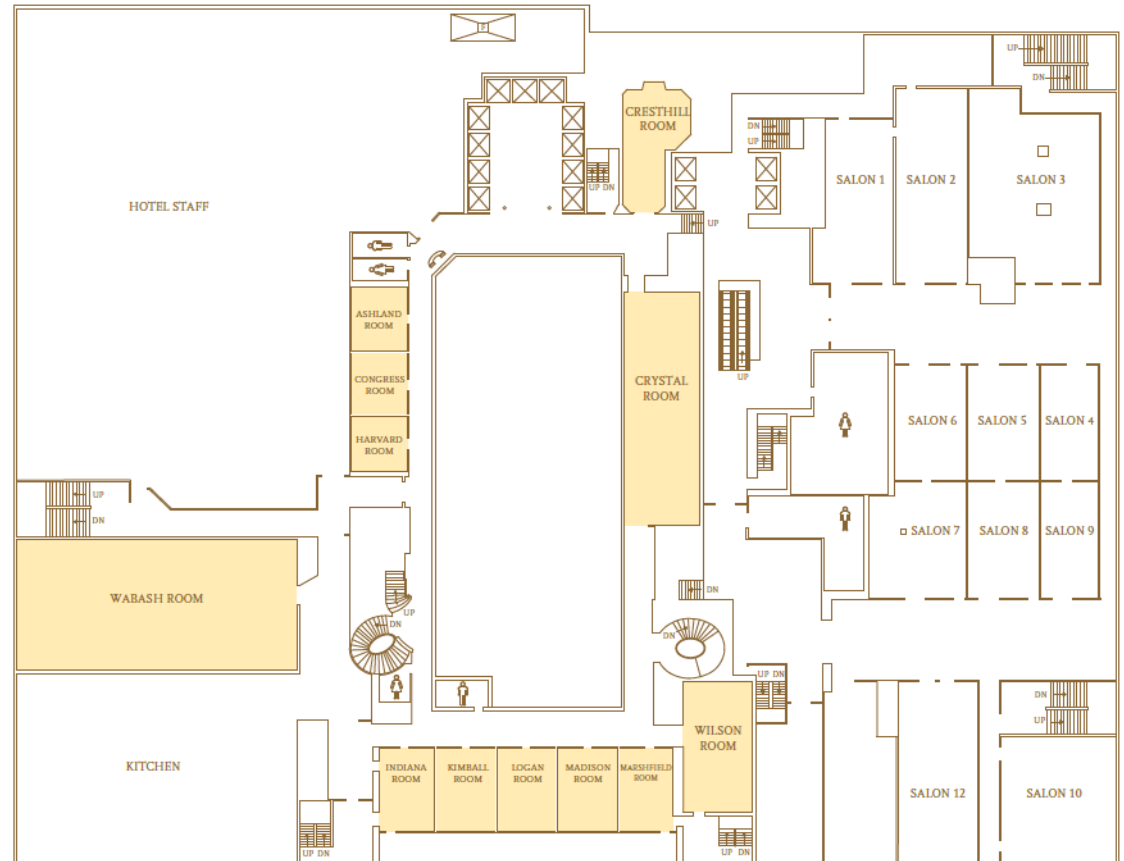 P
UP
DN
CRESTHILL
ROOM
DN
UP
UP DN
SALON 1
SALON 2
SALON 3
HOTEL STAFF
UP
ASHLAND
ROOM
CONGRESS
ROOM
HARVARD
ROOM
CRYSTAL
ROOM
UP
SALON 6
SALON 5
SALON 4
UP
DN
SALON 7
SALON 8
SALON 9
WABASH ROOM
DN
UP
DN
DN
UP DN
DN
UP
WILSON
ROOM
KITCHEN
INDIANA
ROOM
KIMBALL
ROOM
LOGAN
ROOM
MADISON
ROOM
MARSHFIELD
ROOM
SALON 12
SALON 10
UP DN
UP DN